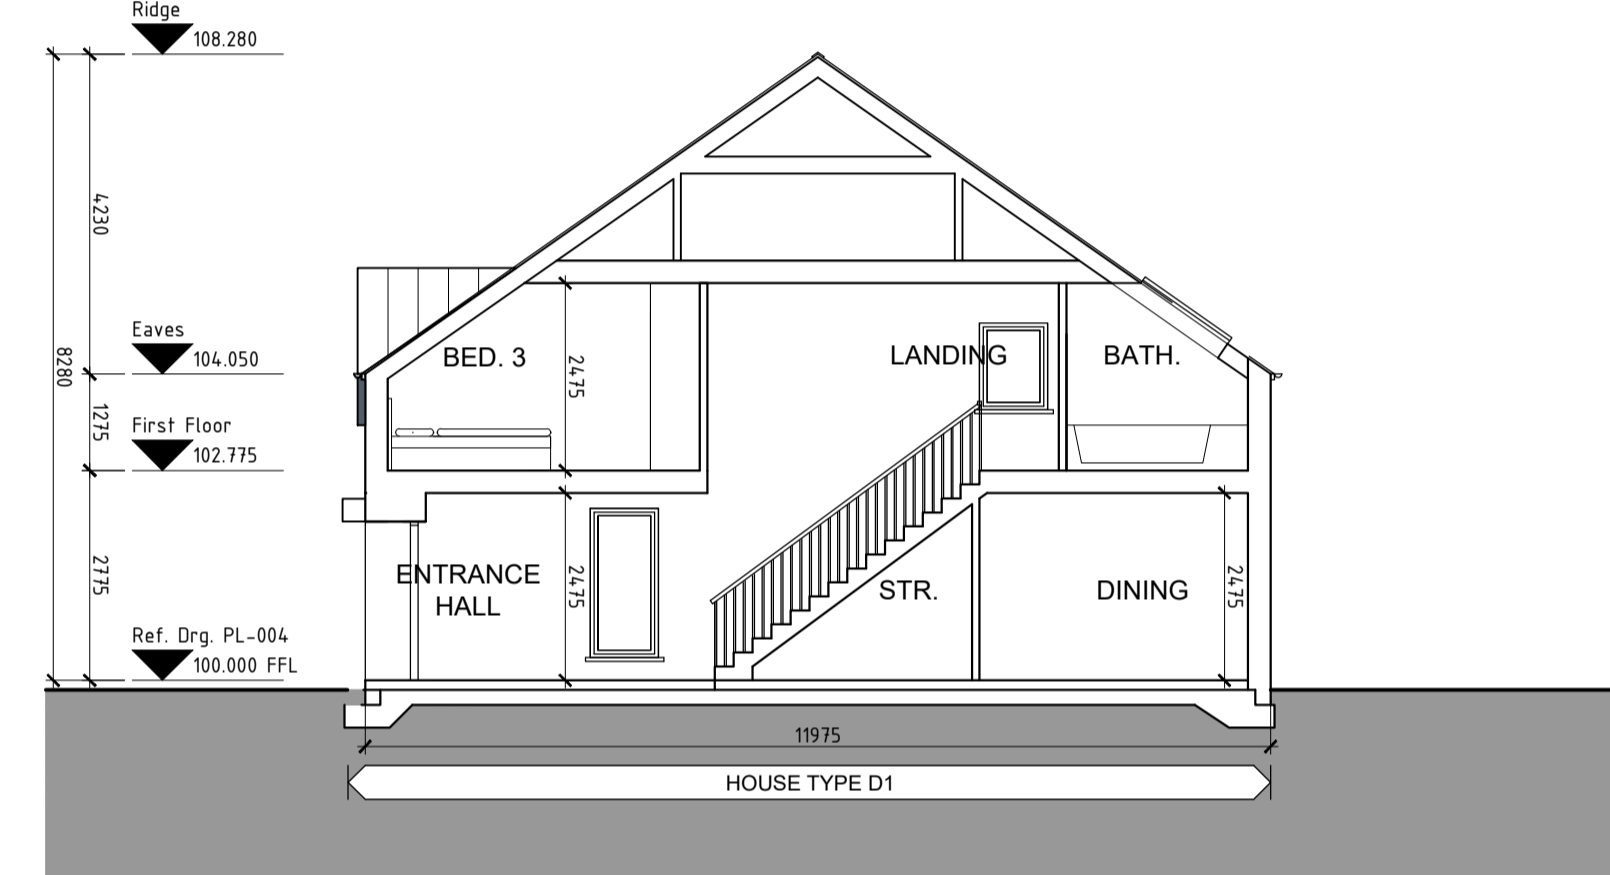 Ridge
108.280
4230
Eaves
104.050
8280
1275
First Floor
102.775
2775
Ref. Drg. PL-004
100.000 FFL
BED. 3
2475
LANDING
BATH.
ENTRANCE
HALL
2475
STR.
DINING
2475
11975
HOUSE TYPE D1